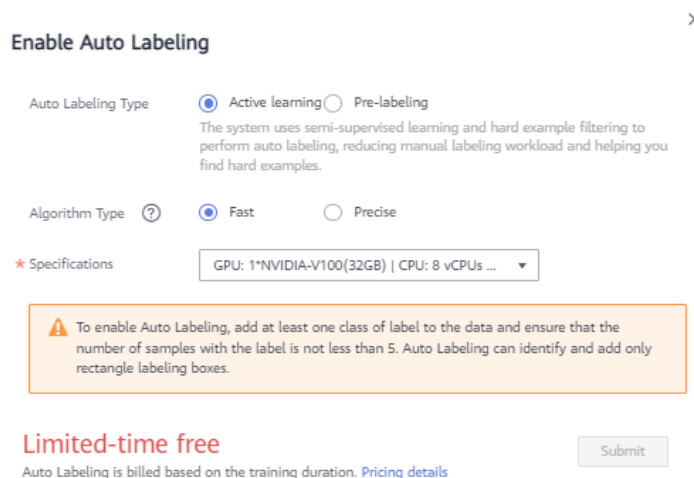 Enable Auto Labeling
Auto Labeling Type Active learning Pre-labeling
The system uses semi-supervised learning and hard example filtering to
perform auto labeling, reducing manual labeling workload and helping you
find hard examples.
Algorithm Type ? Fast Precise
* Specifications GPU: 1*NVIDIA-V100(32GB) | CPU: 8 vCPUs ...
To enable Auto Labeling, add at least one class of label to the data and ensure that the
number of samples with the label is not less than 5. Auto Labeling can identify and add only
rectangle labeling boxes.
Limited-time free
Submit
Auto Labeling is billed based on the training duration. Pricing details